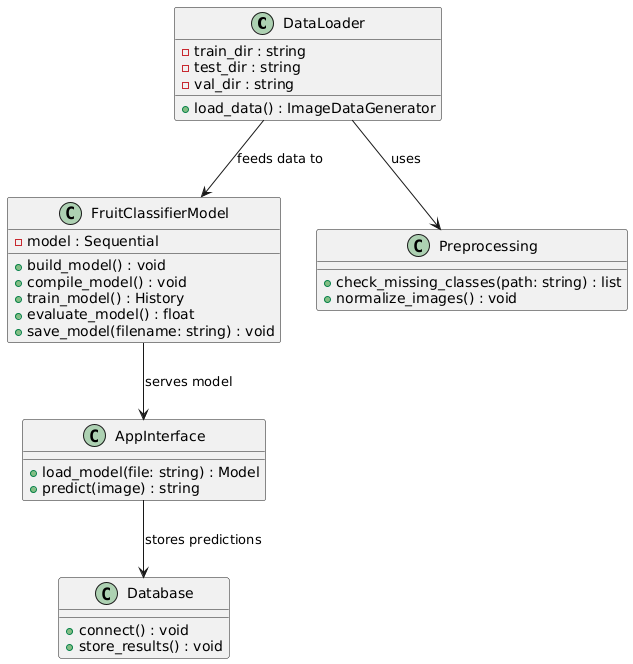 C DataLoader
train_dir : string
test_dir : string
val_dir : string
load_data() : ImageDataGenerator
feeds data to
uses
C FruitClassifierModel
model : Sequential
build_model() : void
compile_model() : void
train_model() : History
evaluate_model() : float
save_model(filename: string) : void
C Preprocessing
check_missing_classes(path: string) : list
normalize_images() : void
serves model
C AppInterface
load_model(file: string) : Model
predict(image) : string
stores predictions
C Database
connect() : void
store_results() : void